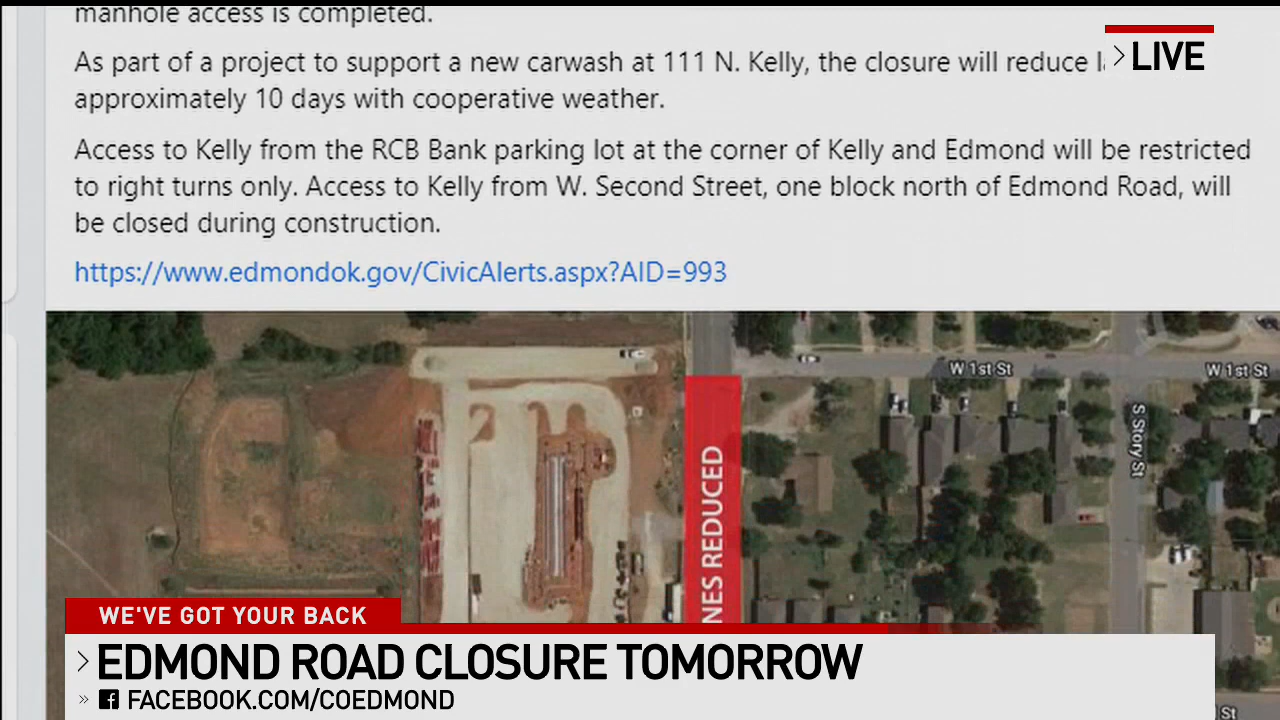 manhole access is completed.
As part of a project to support a new carwash at 111 N. Kelly, the closure will reduce
> LIVE
approximately 10 days with cooperative weather.
Access to Kelly from the RCB Bank parking lot at the corner of Kelly and Edmond will be restricted
to right turns only. Access to Kelly from W. Second Street, one block north of Edmond Road, will
be closed during construction.
https://www.edmondok.gov/CivicAlerts.aspx?AID=993
W 1st St
W 1st St
S Story St
NES REDUCED
WE'VE GOT YOUR BACK
> EDMOND ROAD CLOSURE TOMORROW
» FACEBOOK.COM/COEDMOND
St